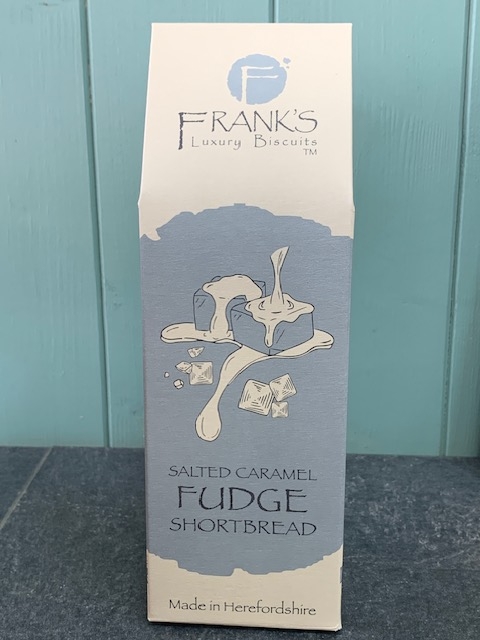 F
FRANK'S
Luxury Biscuits
TM
SALTED CARAMEL
FUDGE
SHORTBREAD
Made in Herefordshire